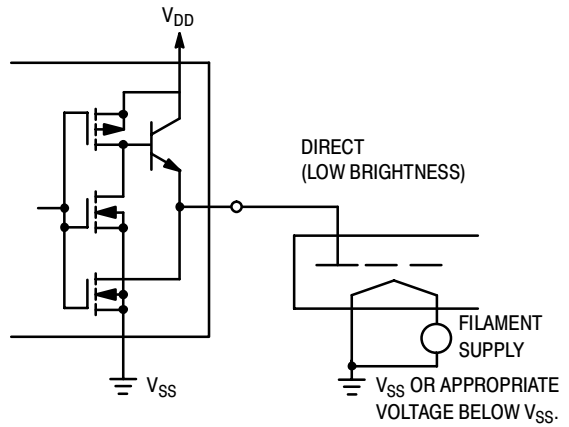 VDD
DIRECT
(LOW BRIGHTNESS)
FILAMENT
SUPPLY
VSS
VSS OR APPROPRIATE
VOLTAGE BELOW VSS.